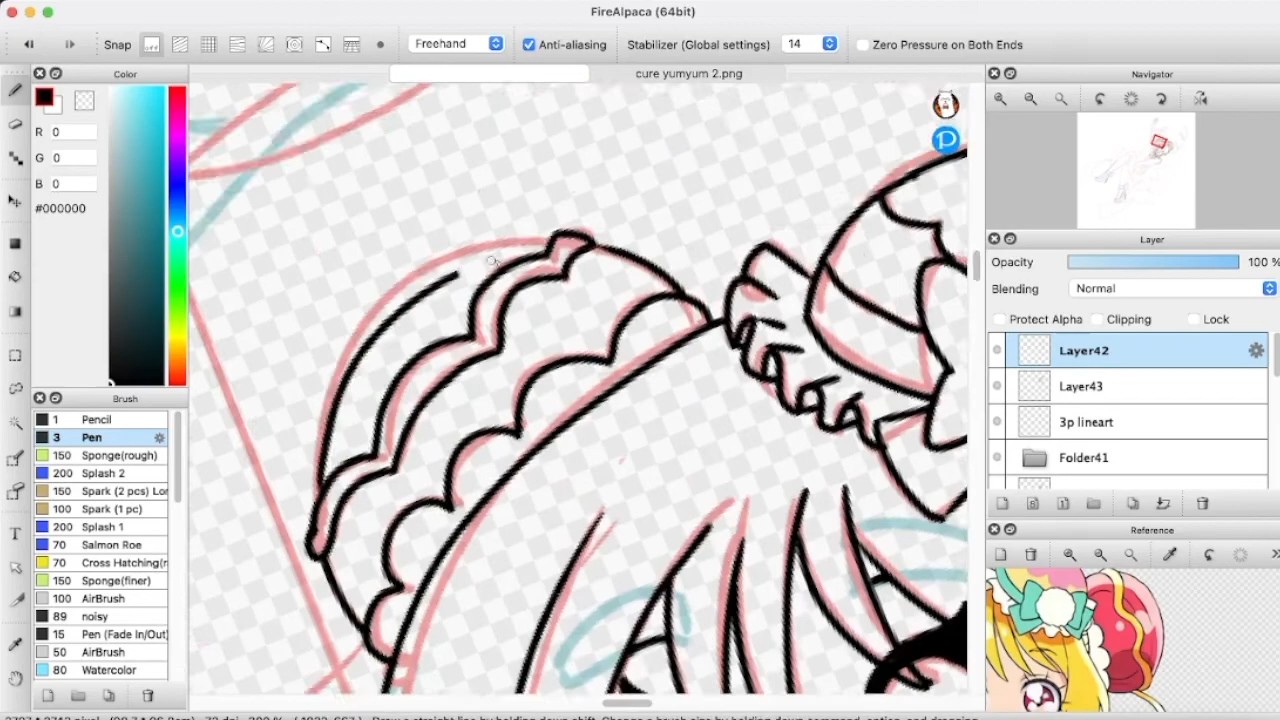 FireAlpaca (64bit)
Snap
Freehand
Anti-aliasing
Stabilizer (Global settings)
14
Zero Pressure on Both Ends
Color
cure yumyum 2.png
Navigator
R 0
G 0
B 0
#000000
Layer
Opacity 100 %
Blending Normal
Protect Alpha Clipping Lock
Layer42
Layer43
3p lineart
Folder41
Brush
1 Pencil
3 Pen
150 Sponge(rough)
200 Splash 2
150 Spark (2 pcs) Lor
100 Spark (1 pc)
200 Splash 1
70 Salmon Roe
70 Cross Hatching(r
150 Sponge(finer)
100 AirBrush
89 noisy
15 Pen (Fade In/Out)
50 AirBrush
80 Watercolor
Reference